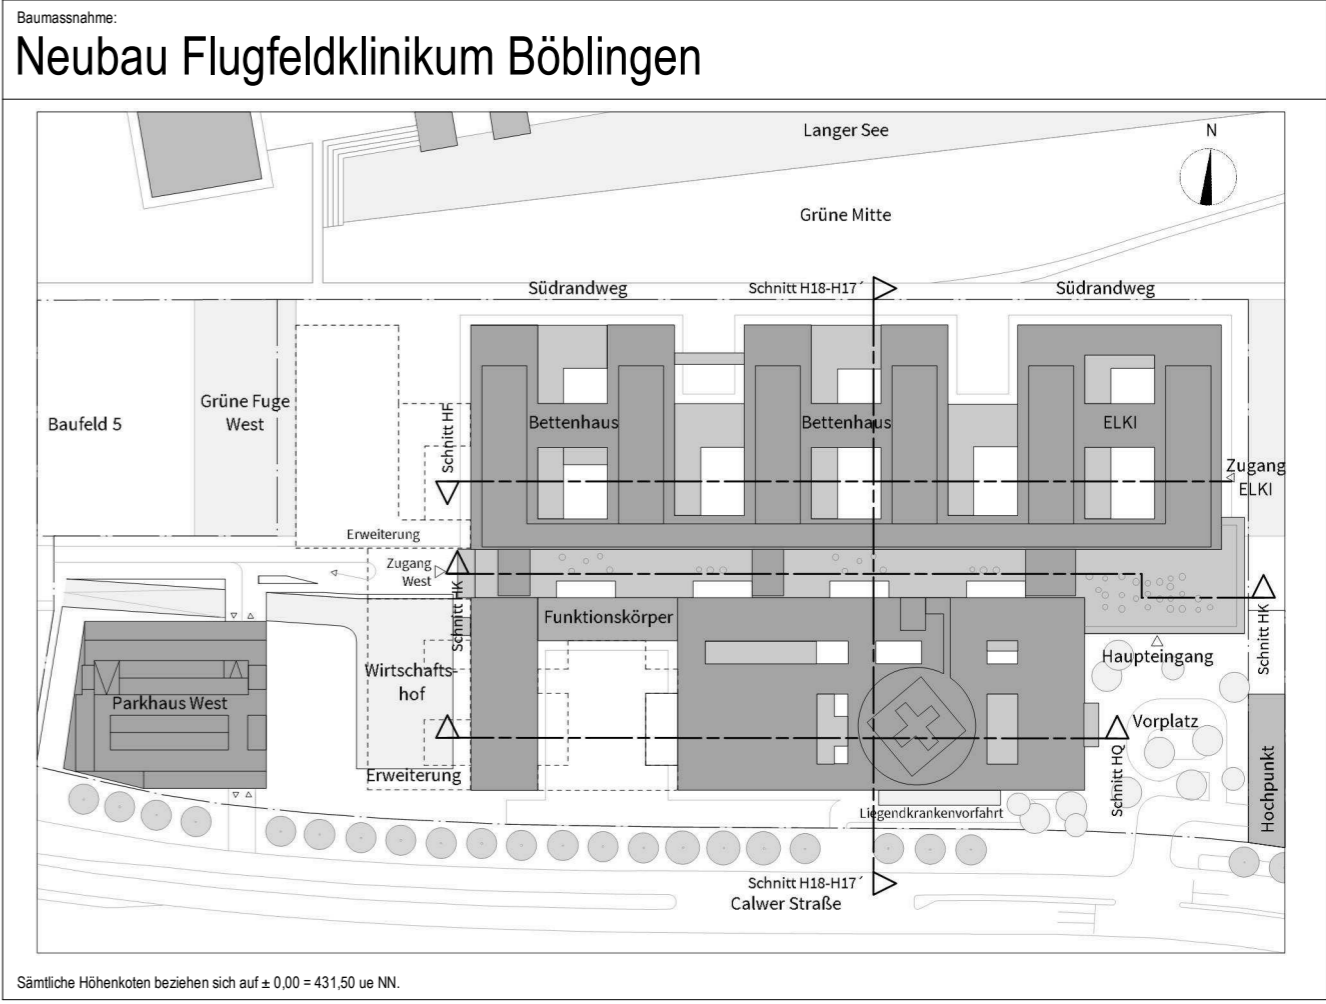 Baumassnahme:
Neubau Flugfeldklinikum Böblingen
Langer See
N
Grüne Mitte
Südrandweg
Schnitt H18-H17´
Südrandweg
Grüne Fuge
West
Baufeld 5
Schnitt HF
Bettenhaus
Bettenhaus
ELKI
Zugang
ELKI
Erweiterung
Zugang
West
Schnitt HK
Funktionskörper
Schnitt HK
Haupteingang
Wirtschafts-
hof
Parkhaus West
Vorplatz
Schnitt HQ
Hochpunkt
Erweiterung
Liegendkrankenvorfahrt
Schnitt H18-H17´
Calwer Straße
Sämtliche Höhenkoten beziehen sich auf ± 0,00 = 431,50 ue NN.